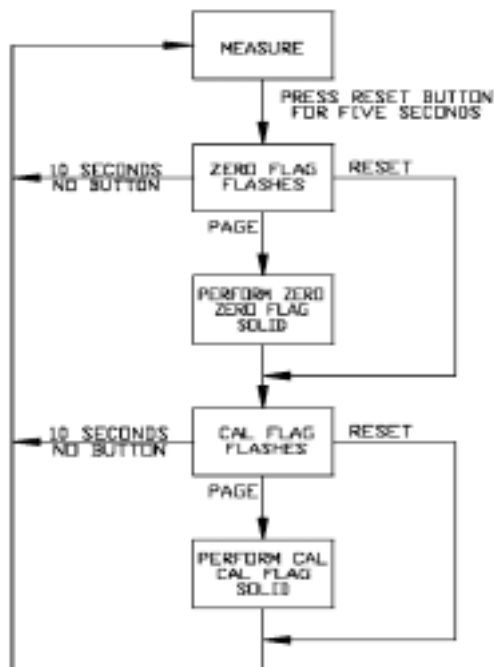 MEASURE
PRESS RESET BUTTON
FOR FIVE SECONDS
10 SECONDS
NO BUTTON
ZERO FLAG
FLASHES
RESET
PAGE
PERFORM ZERO
ZERO FLAG
SOLID
10 SECONDS
NO BUTTON
CAL FLAG
FLASHES
RESET
PAGE
PERFORM CAL
CAL FLAG
SOLID